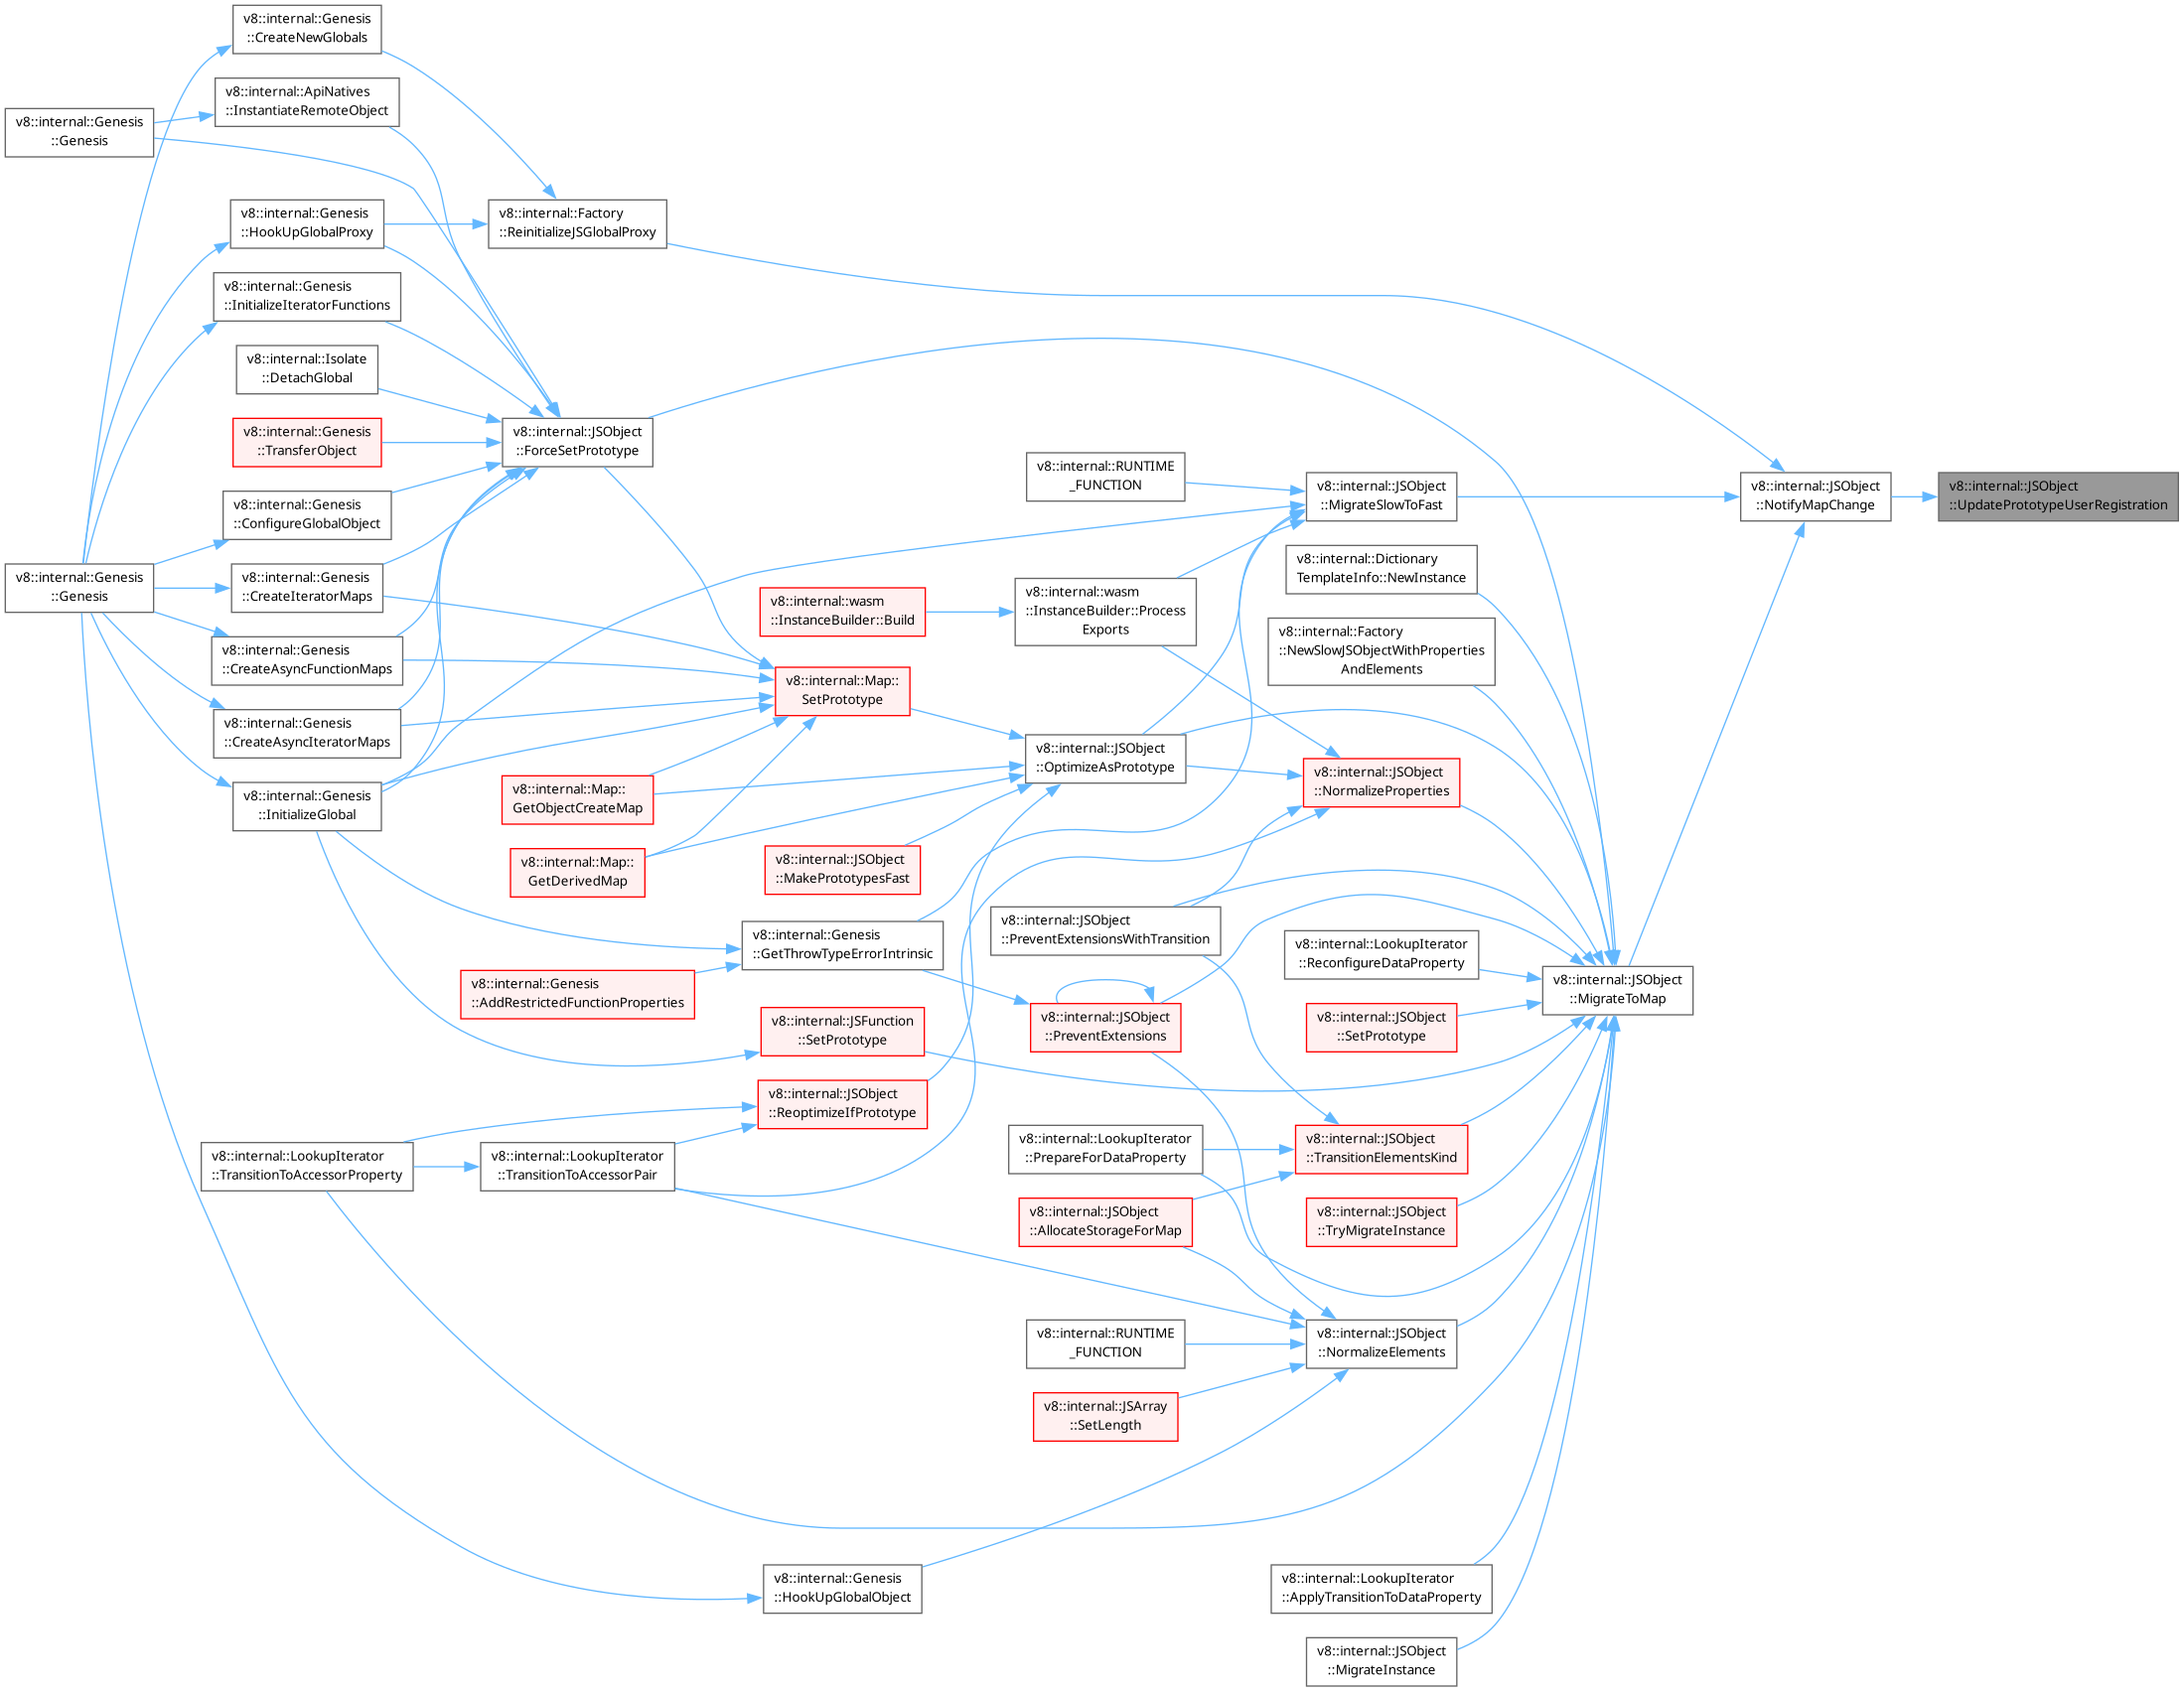 v8::internal::Genesis
::CreateNewGlobals
v8::internal::ApiNatives
::InstantiateRemoteObject
v8::internal::Genesis
::Genesis
v8::internal::Genesis
::HookUpGlobalProxy
v8::internal::Factory
::ReinitializeJSGlobalProxy
v8::internal::Genesis
::InitializeIteratorFunctions
v8::internal::Isolate
::DetachGlobal
v8::internal::Genesis
::TransferObject
v8::internal::JSObject
::ForceSetPrototype
v8::internal::Genesis
::ConfigureGlobalObject
v8::internal::Genesis
::Genesis
v8::internal::Genesis
::CreateIteratorMaps
v8::internal::Genesis
::CreateAsyncFunctionMaps
v8::internal::Genesis
::CreateAsyncIteratorMaps
v8::internal::Genesis
::InitializeGlobal
v8::internal::RUNTIME
_FUNCTION
v8::internal::JSObject
::MigrateSlowToFast
v8::internal::JSObject
::NotifyMapChange
v8::internal::JSObject
::UpdatePrototypeUserRegistration
v8::internal::Dictionary
TemplateInfo::NewInstance
v8::internal::wasm
::InstanceBuilder::Build
v8::internal::wasm
::InstanceBuilder::Process
Exports
v8::internal::Factory
::NewSlowJSObjectWithProperties
AndElements
v8::internal::Map::
SetPrototype
v8::internal::JSObject
::OptimizeAsPrototype
v8::internal::JSObject
::NormalizeProperties
v8::internal::Map::
GetObjectCreateMap
v8::internal::Map::
GetDerivedMap
v8::internal::JSObject
::MakePrototypesFast
v8::internal::Genesis
::GetThrowTypeErrorIntrinsic
v8::internal::JSObject
::PreventExtensionsWithTransition
v8::internal::LookupIterator
::ReconfigureDataProperty
v8::internal::Genesis
::AddRestrictedFunctionProperties
v8::internal::JSObject
::MigrateToMap
v8::internal::JSFunction
::SetPrototype
v8::internal::JSObject
::PreventExtensions
v8::internal::JSObject
::SetPrototype
v8::internal::JSObject
::ReoptimizeIfPrototype
v8::internal::LookupIterator
::TransitionToAccessorProperty
v8::internal::LookupIterator
::TransitionToAccessorPair
v8::internal::LookupIterator
::PrepareForDataProperty
v8::internal::JSObject
::TransitionElementsKind
v8::internal::JSObject
::AllocateStorageForMap
v8::internal::JSObject
::TryMigrateInstance
v8::internal::RUNTIME
_FUNCTION
v8::internal::JSObject
::NormalizeElements
v8::internal::JSArray
::SetLength
v8::internal::Genesis
::HookUpGlobalObject
v8::internal::LookupIterator
::ApplyTransitionToDataProperty
v8::internal::JSObject
::MigrateInstance